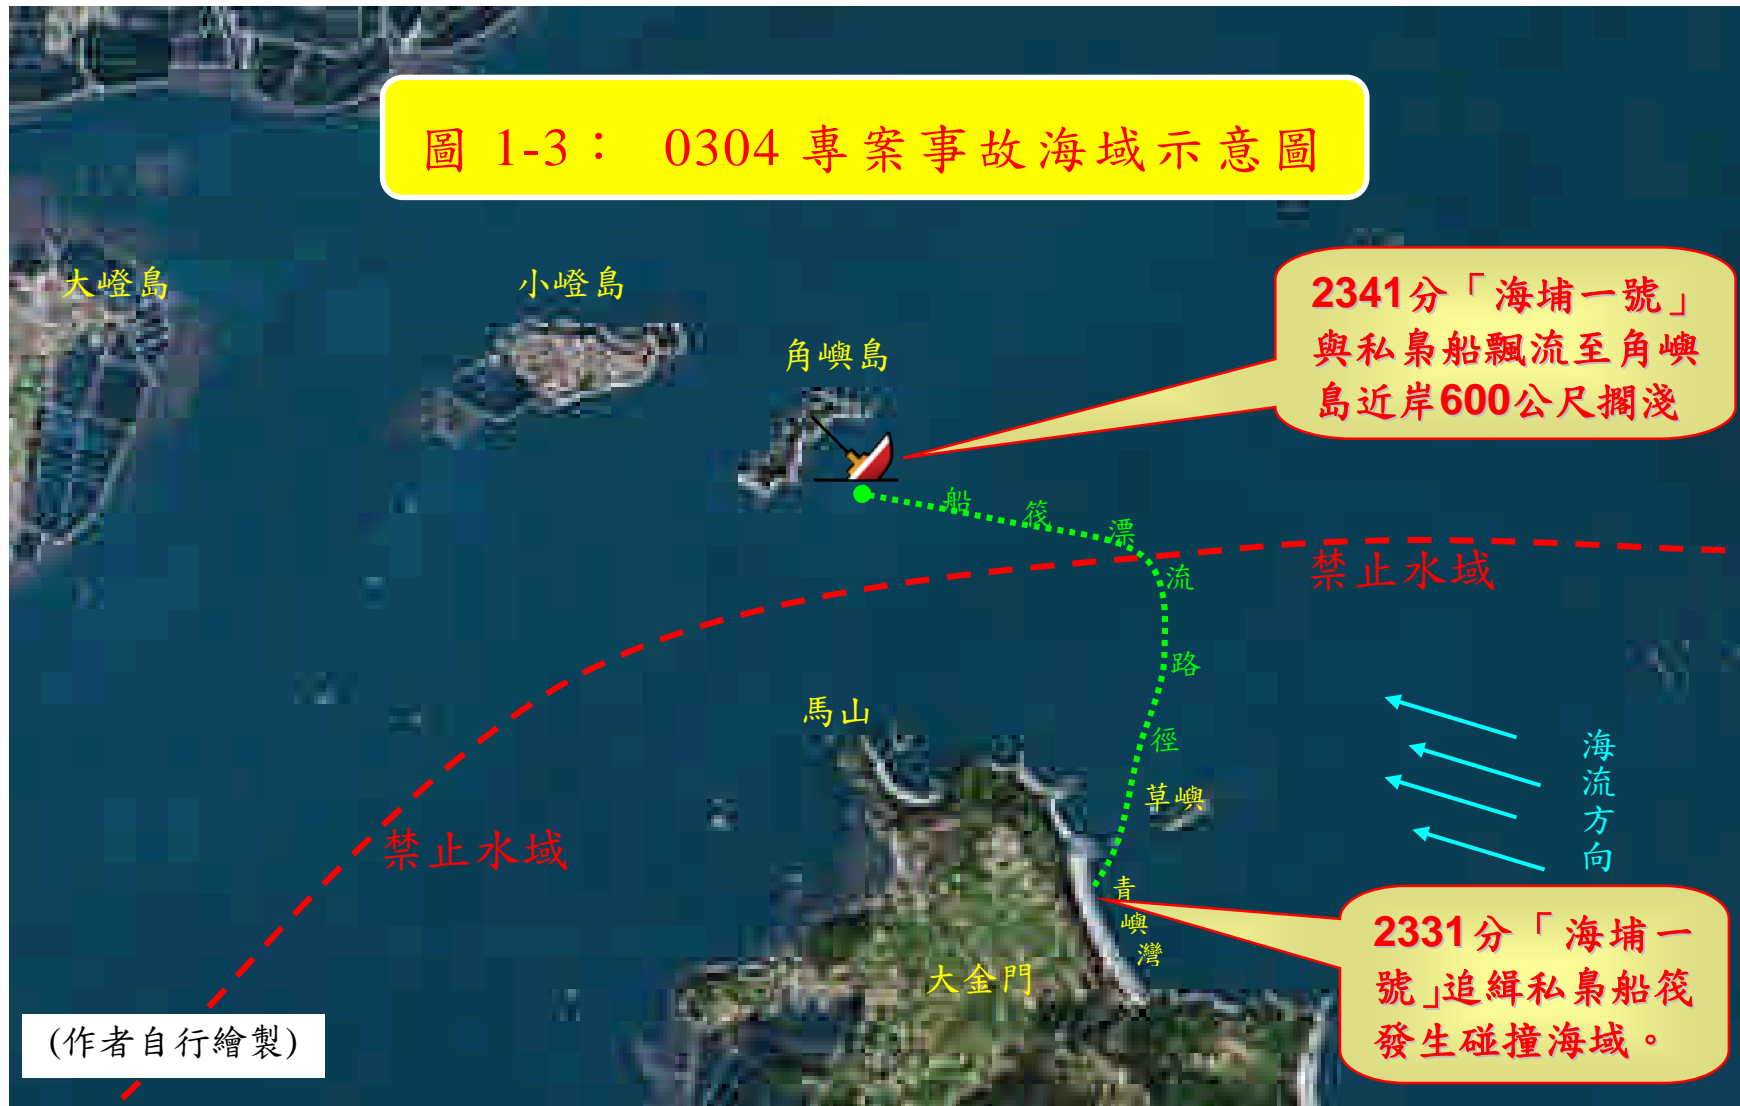 圖 1-3： 0304 專案事故海域示意圖
大嶝島
小嶝島
角嶼島
2341分「海埔一號」
與私梟船飄流至角嶼
島近岸600公尺擱淺
船筏漂流路徑
禁止水域
馬山
草嶼
海流方向
禁止水域
青嶼灣
大金門
2331分「海埔一
號」追緝私梟船筏
發生碰撞海域。
(作者自行繪製)